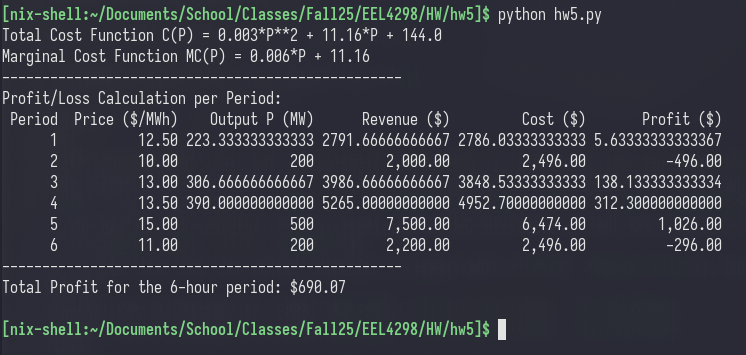 [nix-shell:~/Documents/School/Classes/Fall25/EEL4298/HW/hw5]$ python hw5.py
Total Cost Function C(P) = 0.003*P**2 + 11.16*P + 144.0
Marginal Cost Function MC(P) = 0.006*P + 11.16
--------------------------------------------------
Profit/Loss Calculation per Period:
Period Price ($/MWh) Output P (MW) Revenue ($) Cost ($) Profit ($)
1 12.50 223.333333333333 2791.66666666667 2786.03333333333 5.63333333333367
2 10.00 200 2,000.00 2,496.00 -496.00
3 13.00 306.666666666667 3986.66666666667 3848.53333333333 138.133333333334
4 13.50 390.000000000000 5265.00000000000 4952.70000000000 312.300000000000
5 15.00 500 7,500.00 6,474.00 1,026.00
6 11.00 200 2,200.00 2,496.00 -296.00
--------------------------------------------------
Total Profit for the 6-hour period: $690.07
[nix-shell:~/Documents/School/Classes/Fall25/EEL4298/HW/hw5]$